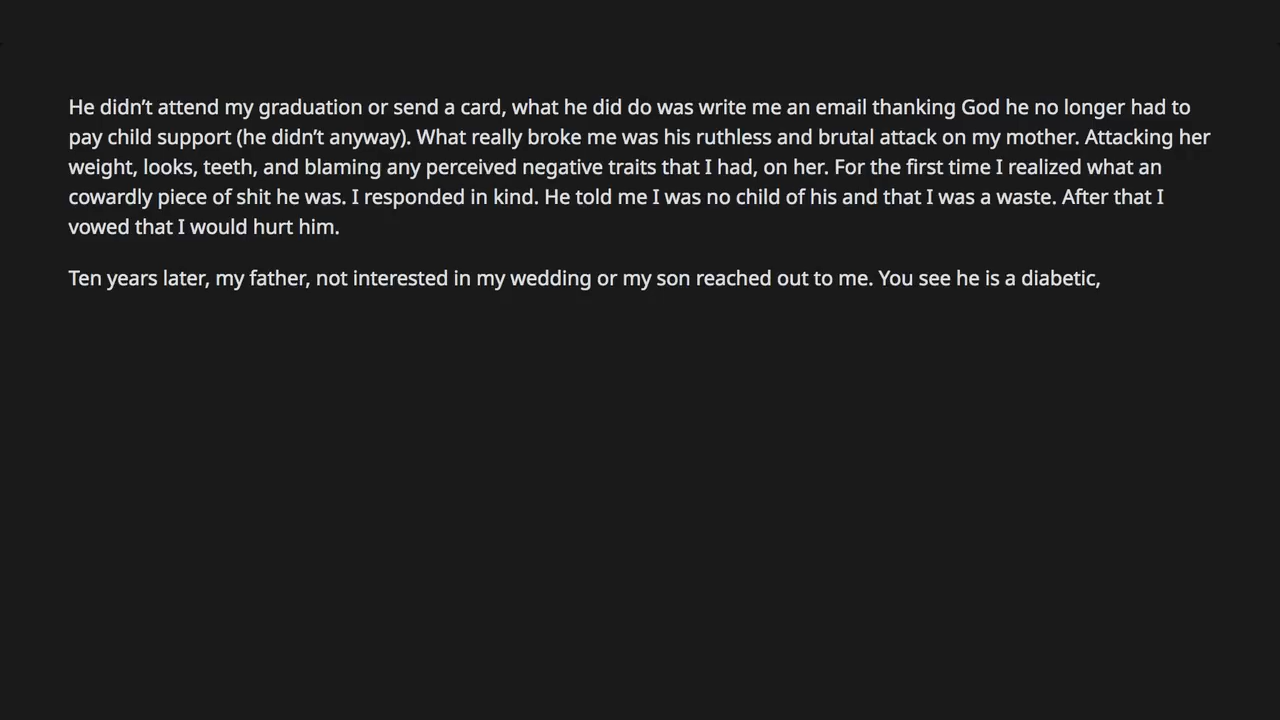 He didn’t attend my graduation or send a card, what he did do was write me an email thanking God he no longer had to
pay child support (he didn’t anyway). What really broke me was his ruthless and brutal attack on my mother. Attacking her
weight, looks, teeth, and blaming any perceived negative traits that I had, on her. For the first time I realized what an
cowardly piece of shit he was. I responded in kind. He told me I was no child of his and that I was a waste. After that I
vowed that I would hurt him.
Ten years later, my father, not interested in my wedding or my son reached out to me. You see he is a diabetic,